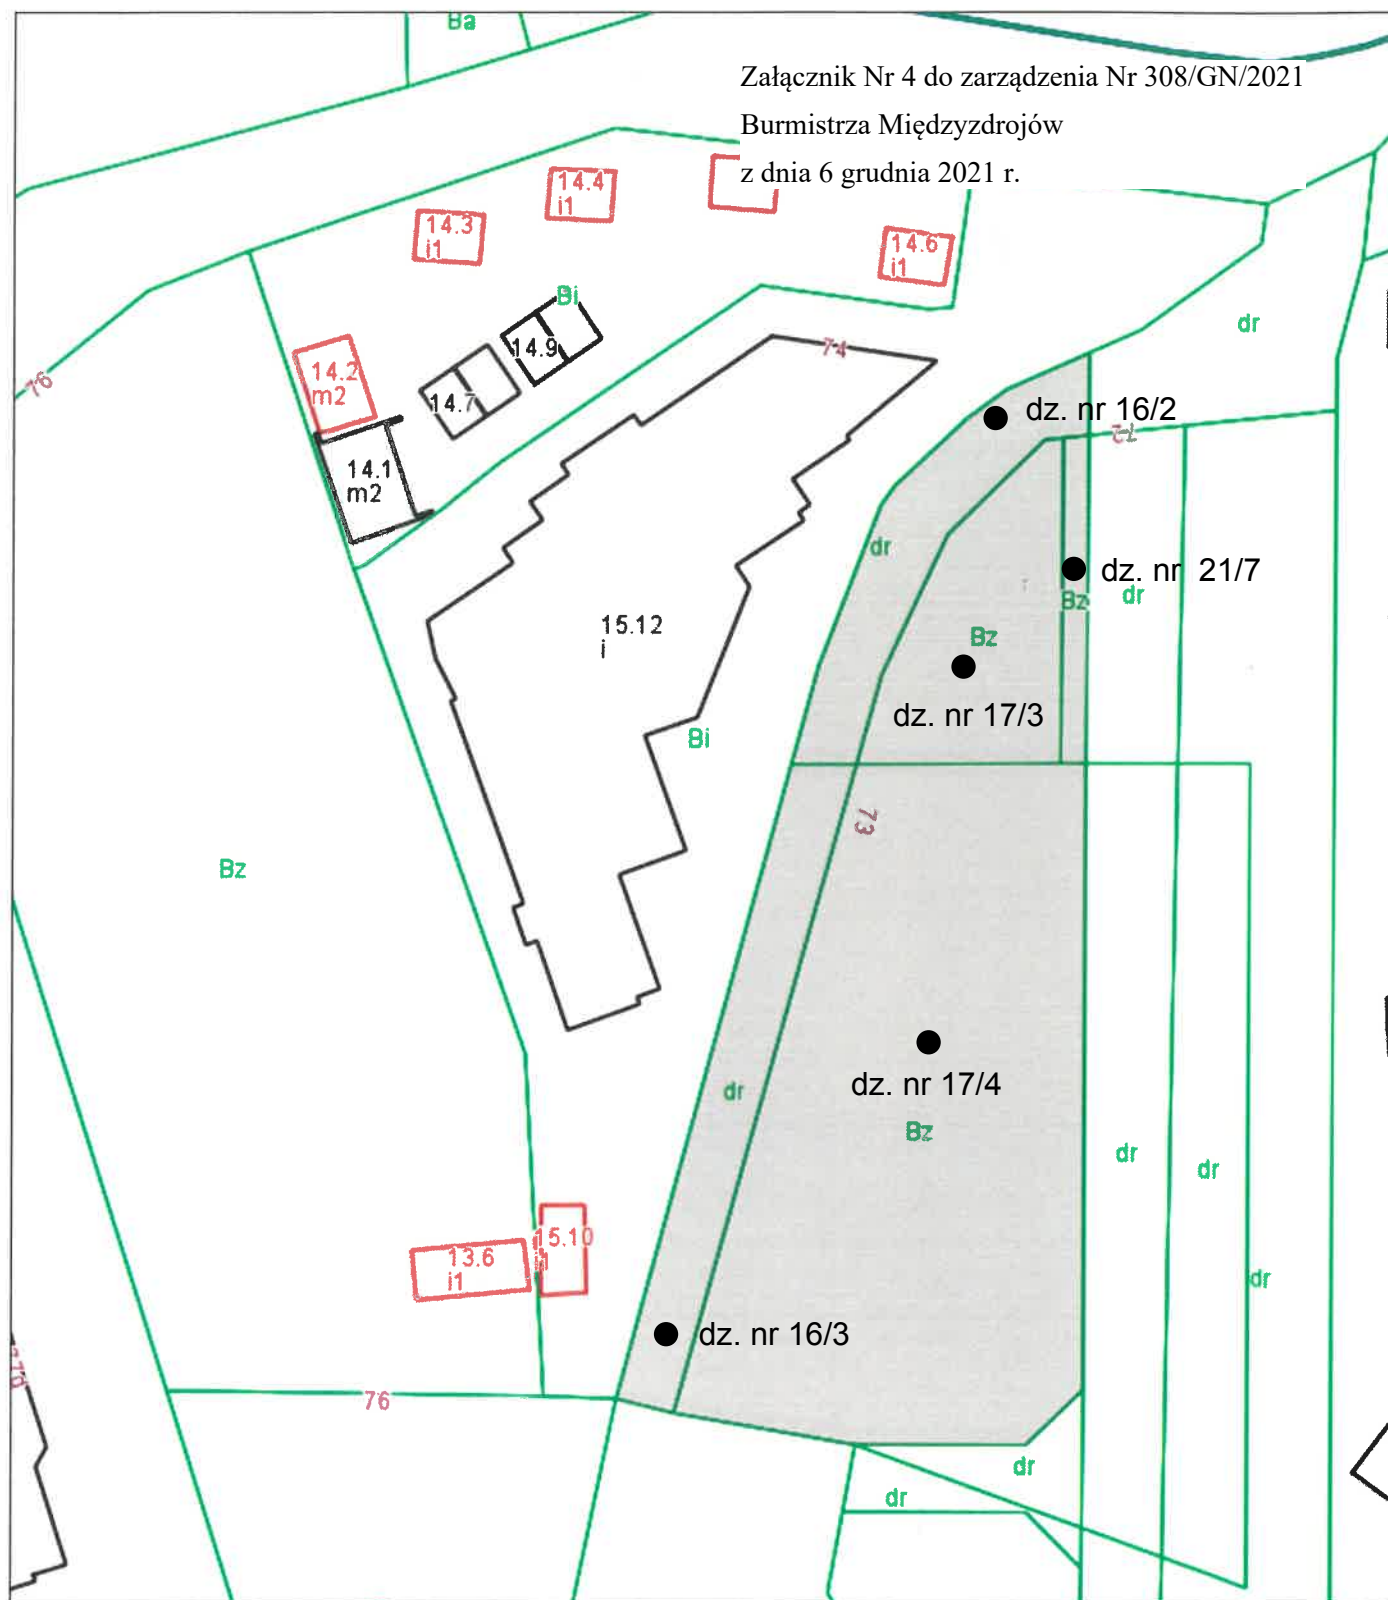 Ba
Załącznik Nr 4 do zarządzenia Nr 308/GN/2021
Burmistrza Międzyzdrojów
z dnia 6 grudnia 2021 r.
14.4
i1
14.3
i1
14.6
i1
Bi
dr
14.9
74
14.2
m2
76
14.7
dz. nr 16/2
72
14.1
m2
dr
dz. nr 21/7
Bz
dr
15.12
i
Bz
dz. nr 17/3
Bi
73
Bz
dz. nr 17/4
dr
Bz
dr
dr
15.10
i1
13.6
i1
dr
dz. nr 16/3
76
dr
dr